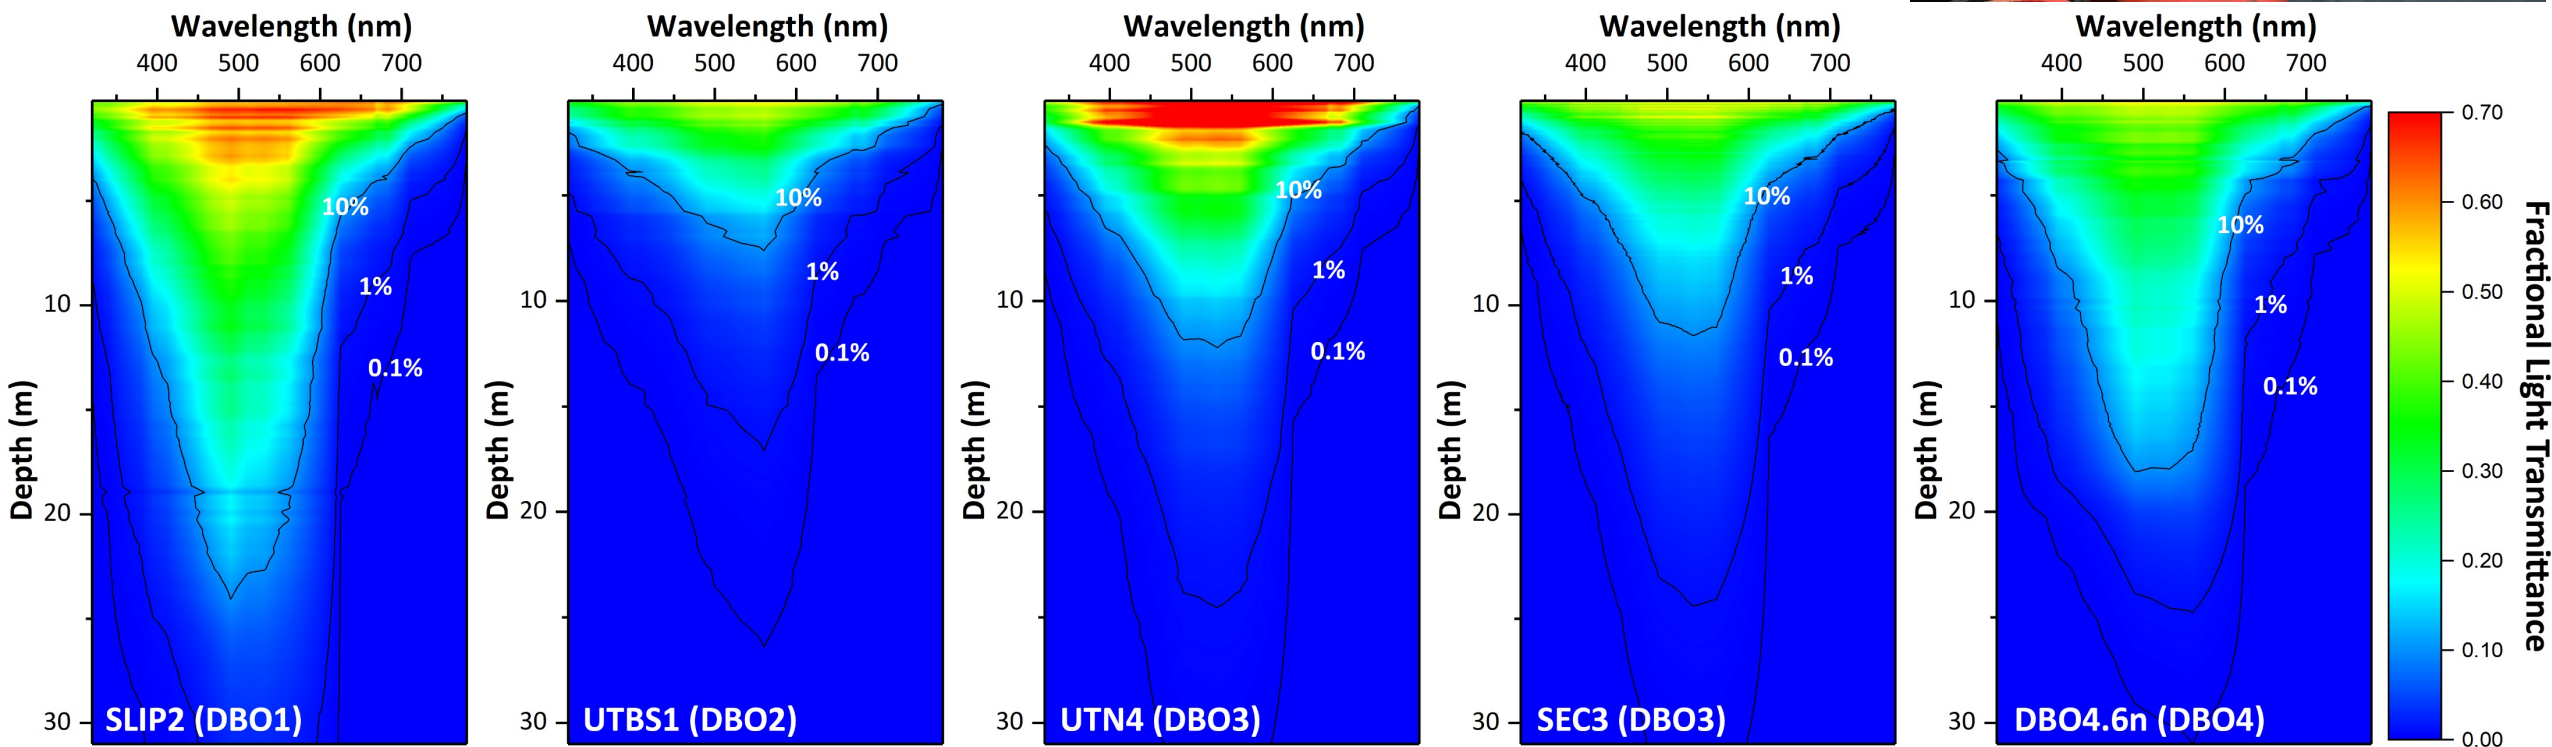 Wavelength (nm)
400 500 600 700
Depth (m)
10
20
30
10%
1%
0.1%
SLIP2 (DBO1)
Wavelength (nm)
400 500 600 700
Depth (m)
10
20
30
10%
1%
0.1%
UTBS1 (DBO2)
Wavelength (nm)
400 500 600 700
Depth (m)
10
20
30
10%
1%
0.1%
UTN4 (DBO3)
Wavelength (nm)
400 500 600 700
Depth (m)
10
20
30
10%
1%
0.1%
SEC3 (DBO3)
Wavelength (nm)
400 500 600 700
Depth (m)
10
20
30
10%
1%
0.1%
DBO4.6n (DBO4)
0.70
0.60
0.50
0.40
0.30
0.20
0.10
0.00
Fractional Light Transmittance